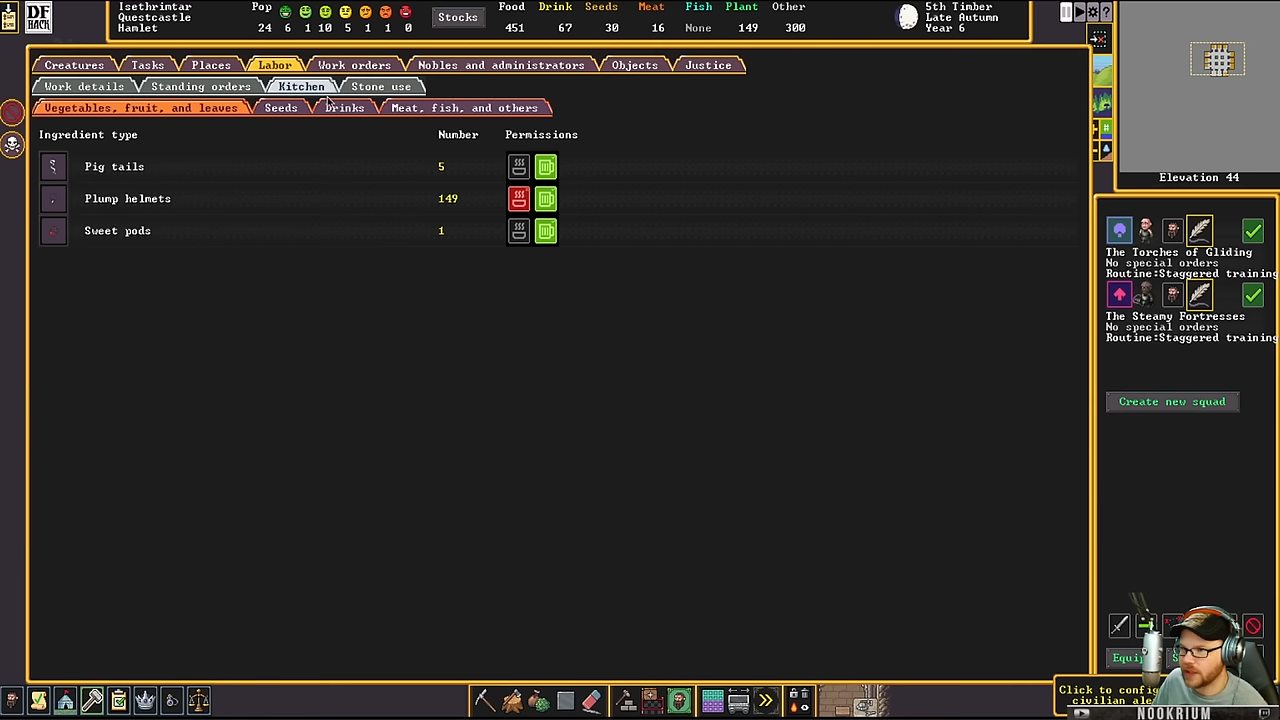 DF HACK
Isethrimtar
Questcastle
Hamlet
Pop
24 6 1 10 5 1 1 0
Stocks
Food Drink Seeds Meat Fish Plant Other
451 67 30 16 None 149 300
5th Timber
Late Autumn
Year 6
Creatures Tasks Places Labor Work orders Nobles and administrators Objects Justice
Work details Standing orders Kitchen Stone use
Vegetables, fruit, and leaves Seeds Drinks Meat, fish, and others
Ingredient type Number Permissions
Pig tails 5
Plump helmets 149
Sweet pods 1
Elevation 44
The Torches of Gliding
No special orders
Routine:Staggered training
The Steamy Fortresses
No special orders
Routine:Staggered training
Create new squad
Click to
civilian
NOOKRIUM